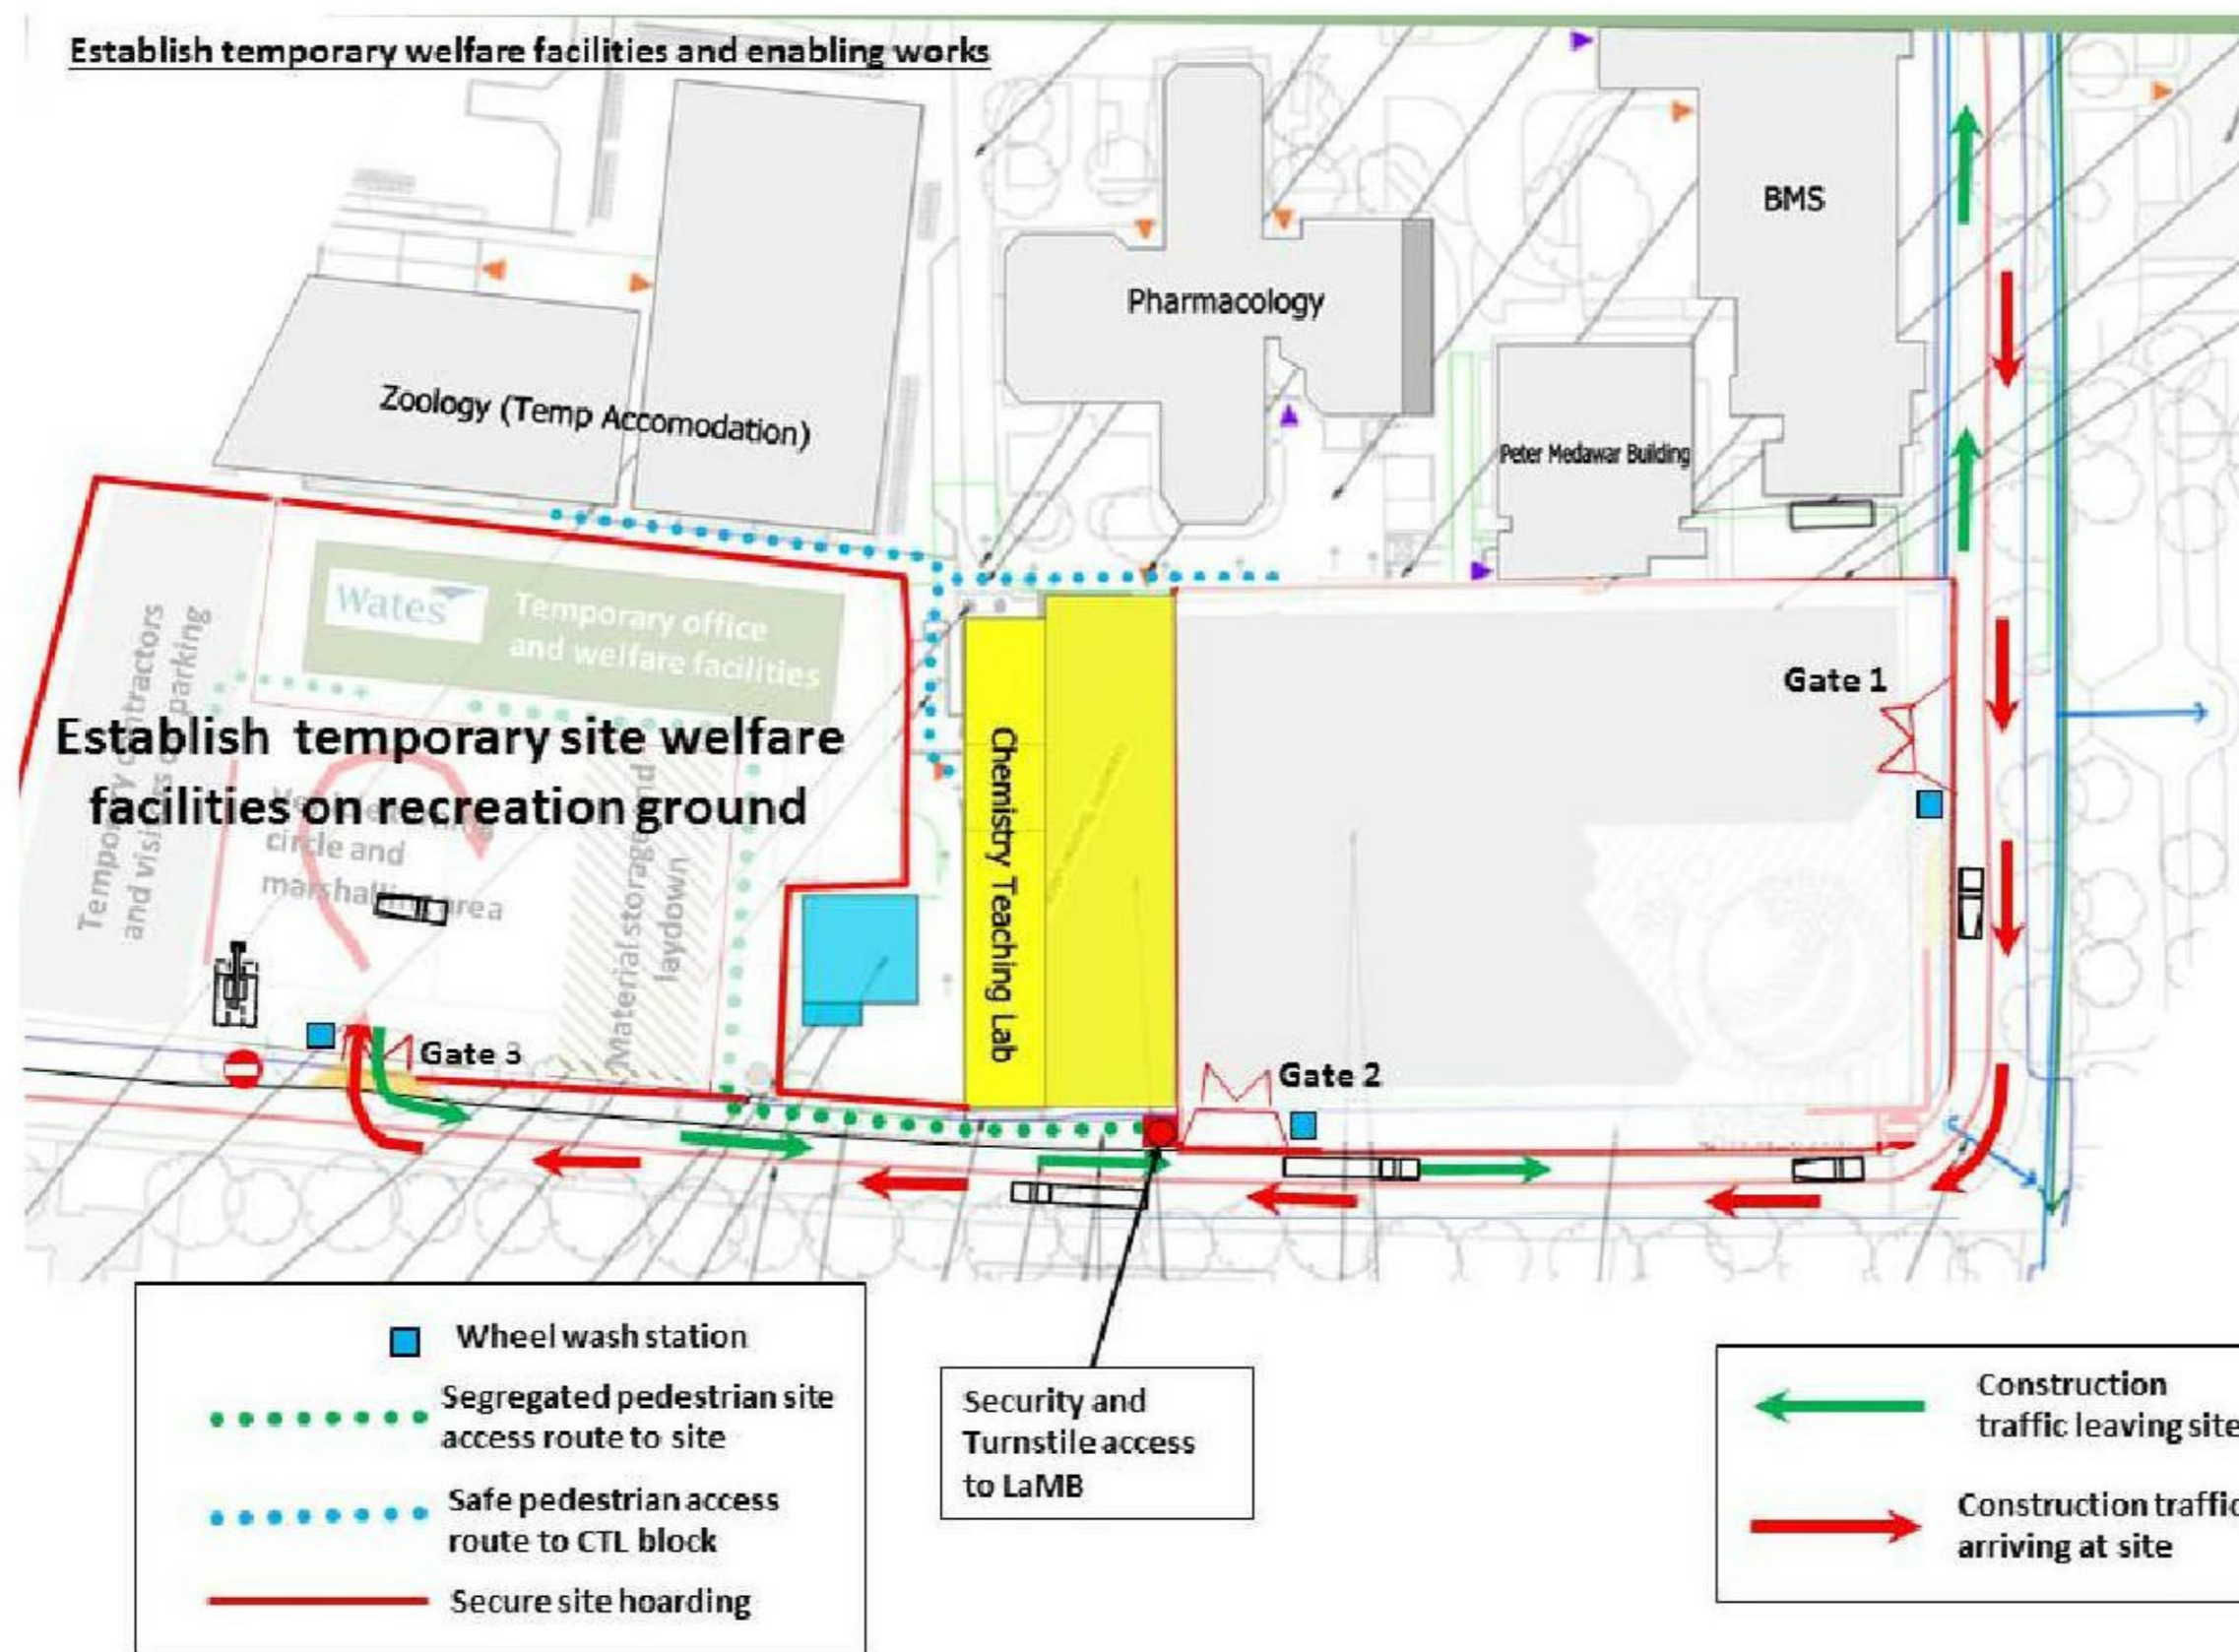 Establish temporary welfare facilities and enabling works
BMS
Pharmacology
Zoology (Temp Accomodation)
Peter Medawar Building
Wates
Temporary office
and welfare facilities
Gate 1
Temporary contractors
and visitors parking
Establish temporary site welfare
facilities on recreation ground
circle and
marshalling area
Material storage and
laydown
Chemistry Teaching Lab
Gate 3
Gate 2
Wheel wash station
Segregated pedestrian site
access route to site
Safe pedestrian access
route to CTL block
Secure site hoarding
Security and
Turnstile access
to LaMB
Construction
traffic leaving site
Construction traffic
arriving at site